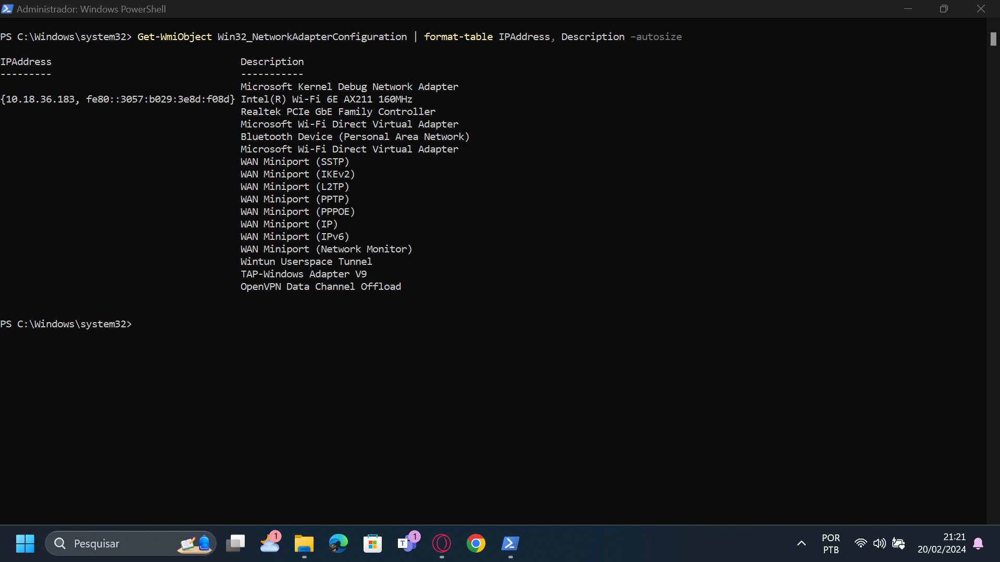 Administrador: Windows PowerShell
PS C:\Windows\system32> Get-WmiObject Win32_NetworkAdapterConfiguration | format-table IPAddress, Description -autosize
IPAddress Description
--------- -----------
Microsoft Kernel Debug Network Adapter
{10.18.36.183, fe80::3057:b029:3e8d:f08d} Intel(R) Wi-Fi 6E AX211 160MHz
Realtek PCIe GbE Family Controller
Microsoft Wi-Fi Direct Virtual Adapter
Bluetooth Device (Personal Area Network)
Microsoft Wi-Fi Direct Virtual Adapter
WAN Miniport (SSTP)
WAN Miniport (IKEv2)
WAN Miniport (L2TP)
WAN Miniport (PPTP)
WAN Miniport (PPPOE)
WAN Miniport (IP)
WAN Miniport (IPv6)
WAN Miniport (Network Monitor)
Wintun Userspace Tunnel
TAP-Windows Adapter V9
OpenVPN Data Channel Offload
PS C:\Windows\system32>
Pesquisar
1
T
1
POR
PTB
21:21
20/02/2024